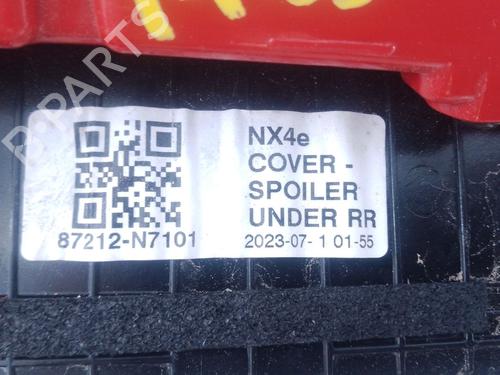 NX4e
COVER -
SPOILER
UNDER RR
87212-N7101
2023-07- 1 01-55
B-PARTS